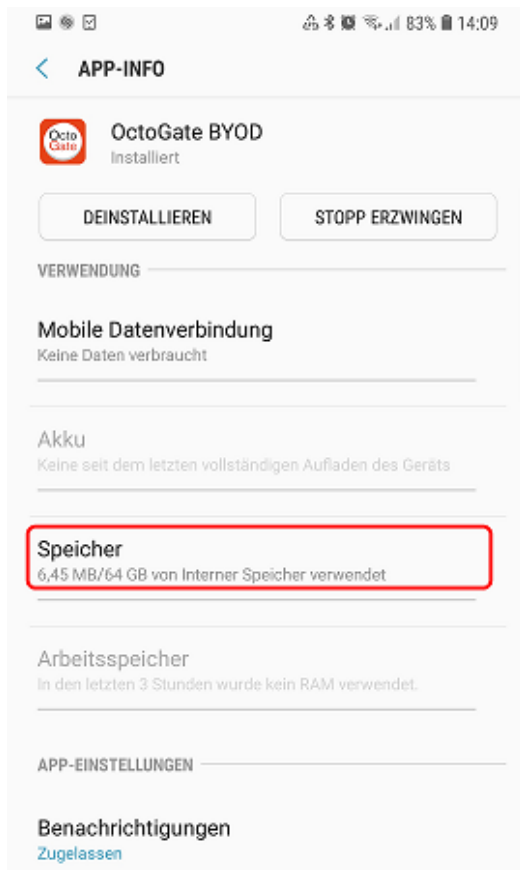 83% 14:09
APP-INFO
Octo
Gate
OctoGate BYOD
Installiert
DEINSTALLIEREN
STOPP ERZWINGEN
VERWENDUNG
Mobile Datenverbindung
Keine Daten verbraucht
Akku
Keine seit dem letzten vollständigen Aufladen des Geräts
Speicher
6,45 MB/64 GB von Interner Speicher verwendet
Arbeitsspeicher
In den letzten 3 Stunden wurde kein RAM verwendet.
APP-EINSTELLUNGEN
Benachrichtigungen
Zugelassen